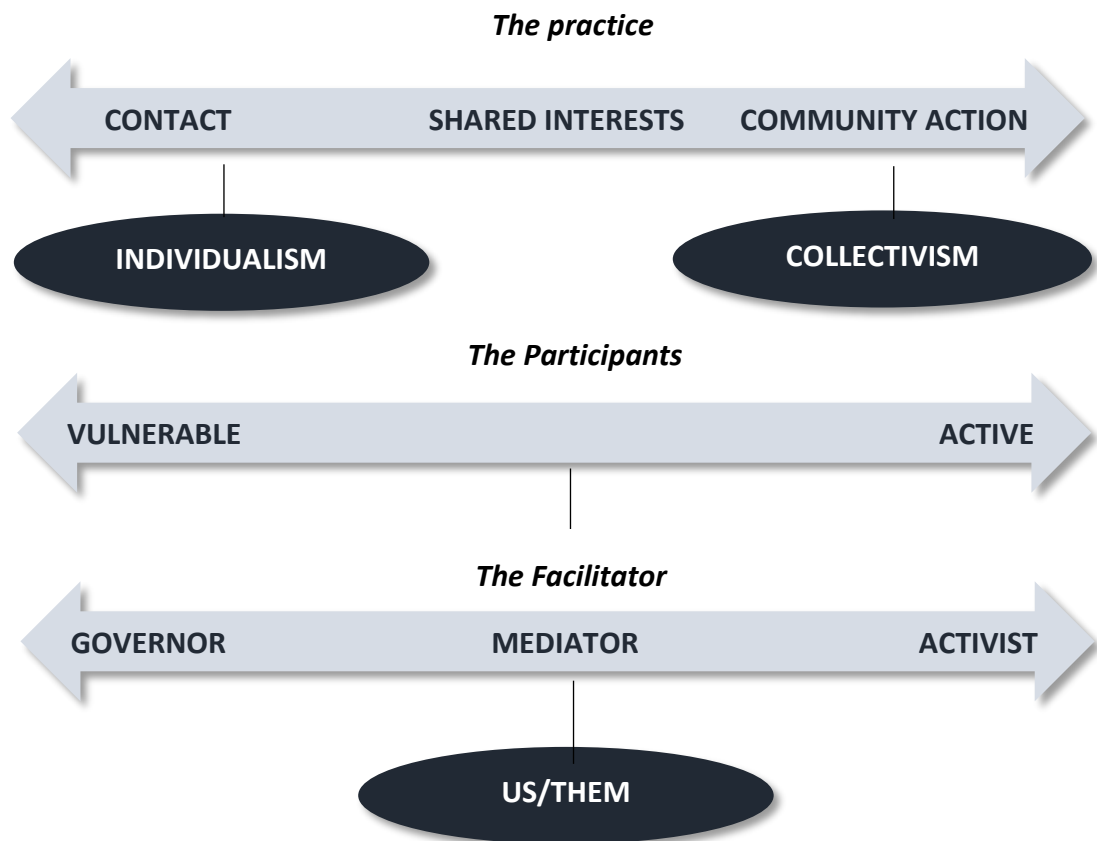 The practice
CONTACT SHARED INTERESTS COMMUNITY ACTION
INDIVIDUALISM COLLECTIVISM
The Participants
VULNERABLE ACTIVE
The Facilitator
GOVERNOR MEDIATOR ACTIVIST
US/THEM